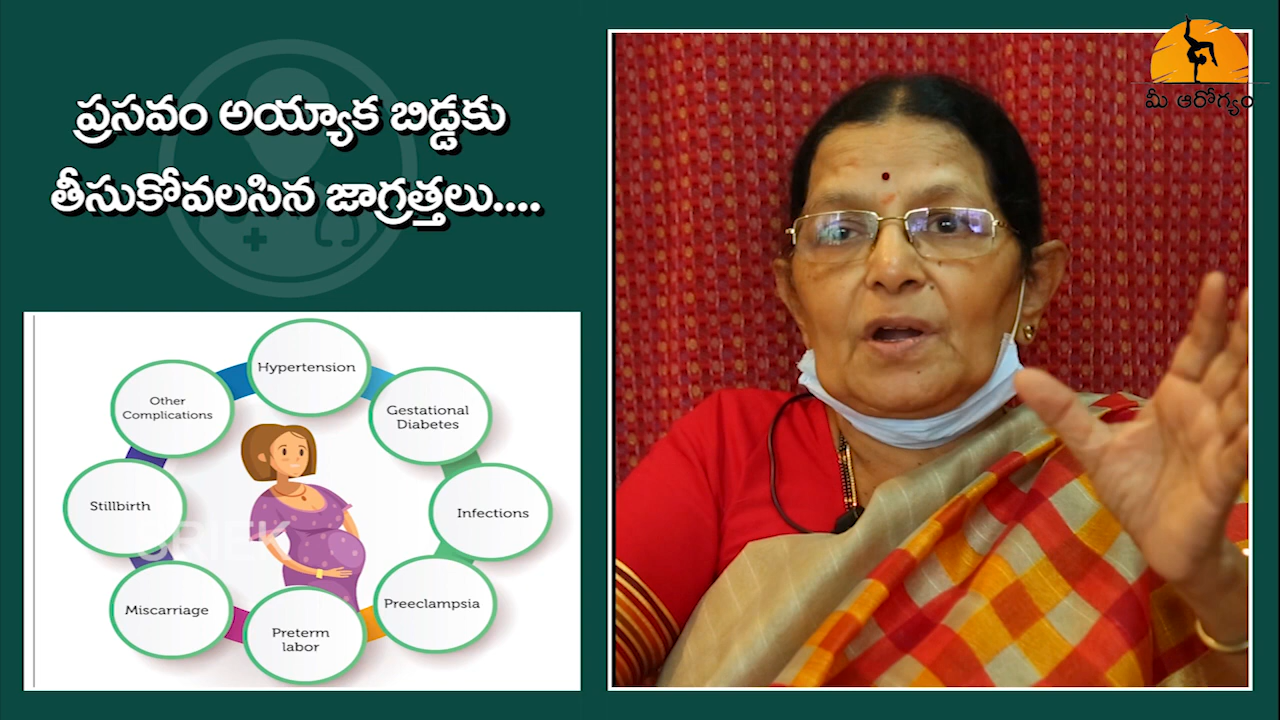 ప్రసవం అయ్యాక బిడ్డకు
తీసుకోవలసిన జాగ్రత్తలు....
మీ ఆరోగ్యం
Hypertension
Gestational
Diabetes
Infections
Preeclampsia
Preterm
labor
Miscarriage
Stillbirth
Other
Complications